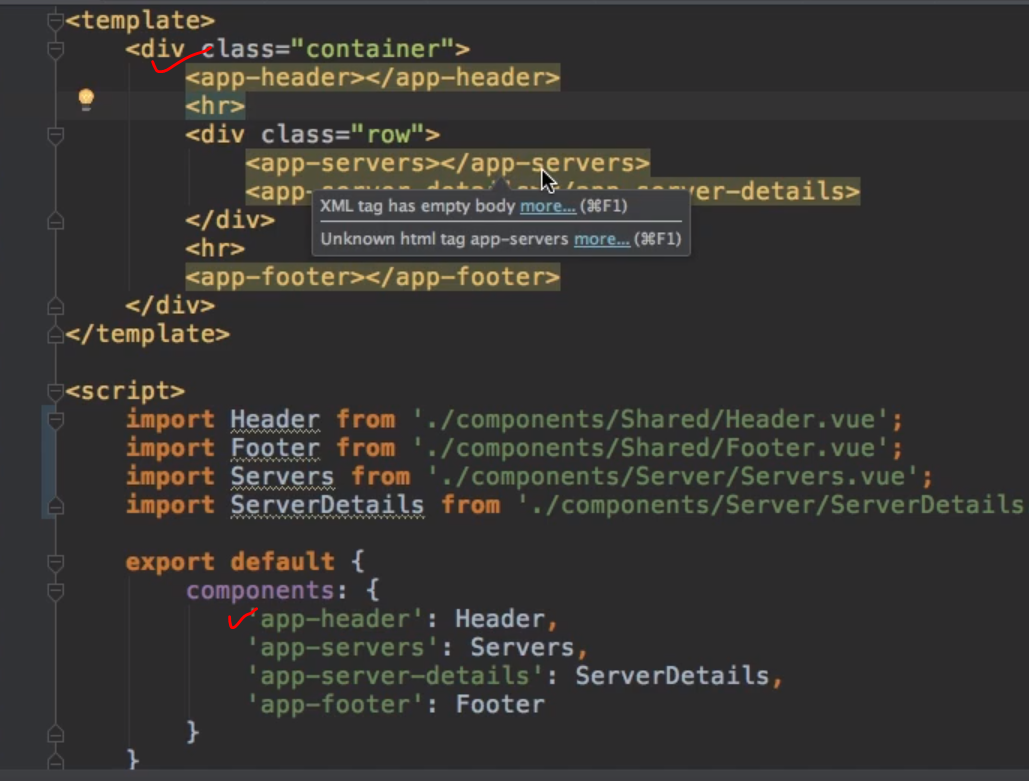 <template>
<div class="container">
<app-header></app-header>
<hr>
<div class="row">
<app-servers></app-servers>
<app-server-details></app-server-details>
XML tag has empty body more... (⌘F1)
Unknown html tag app-servers more... (⌘F1)
</div>
<hr>
<app-footer></app-footer>
</div>
</template>
<script>
import Header from './components/Shared/Header.vue';
import Footer from './components/Shared/Footer.vue';
import Servers from './components/Server/Servers.vue';
import ServerDetails from './components/Server/ServerDetails
export default {
components: {
'app-header': Header,
'app-servers': Servers,
'app-server-details': ServerDetails,
'app-footer': Footer
}
}